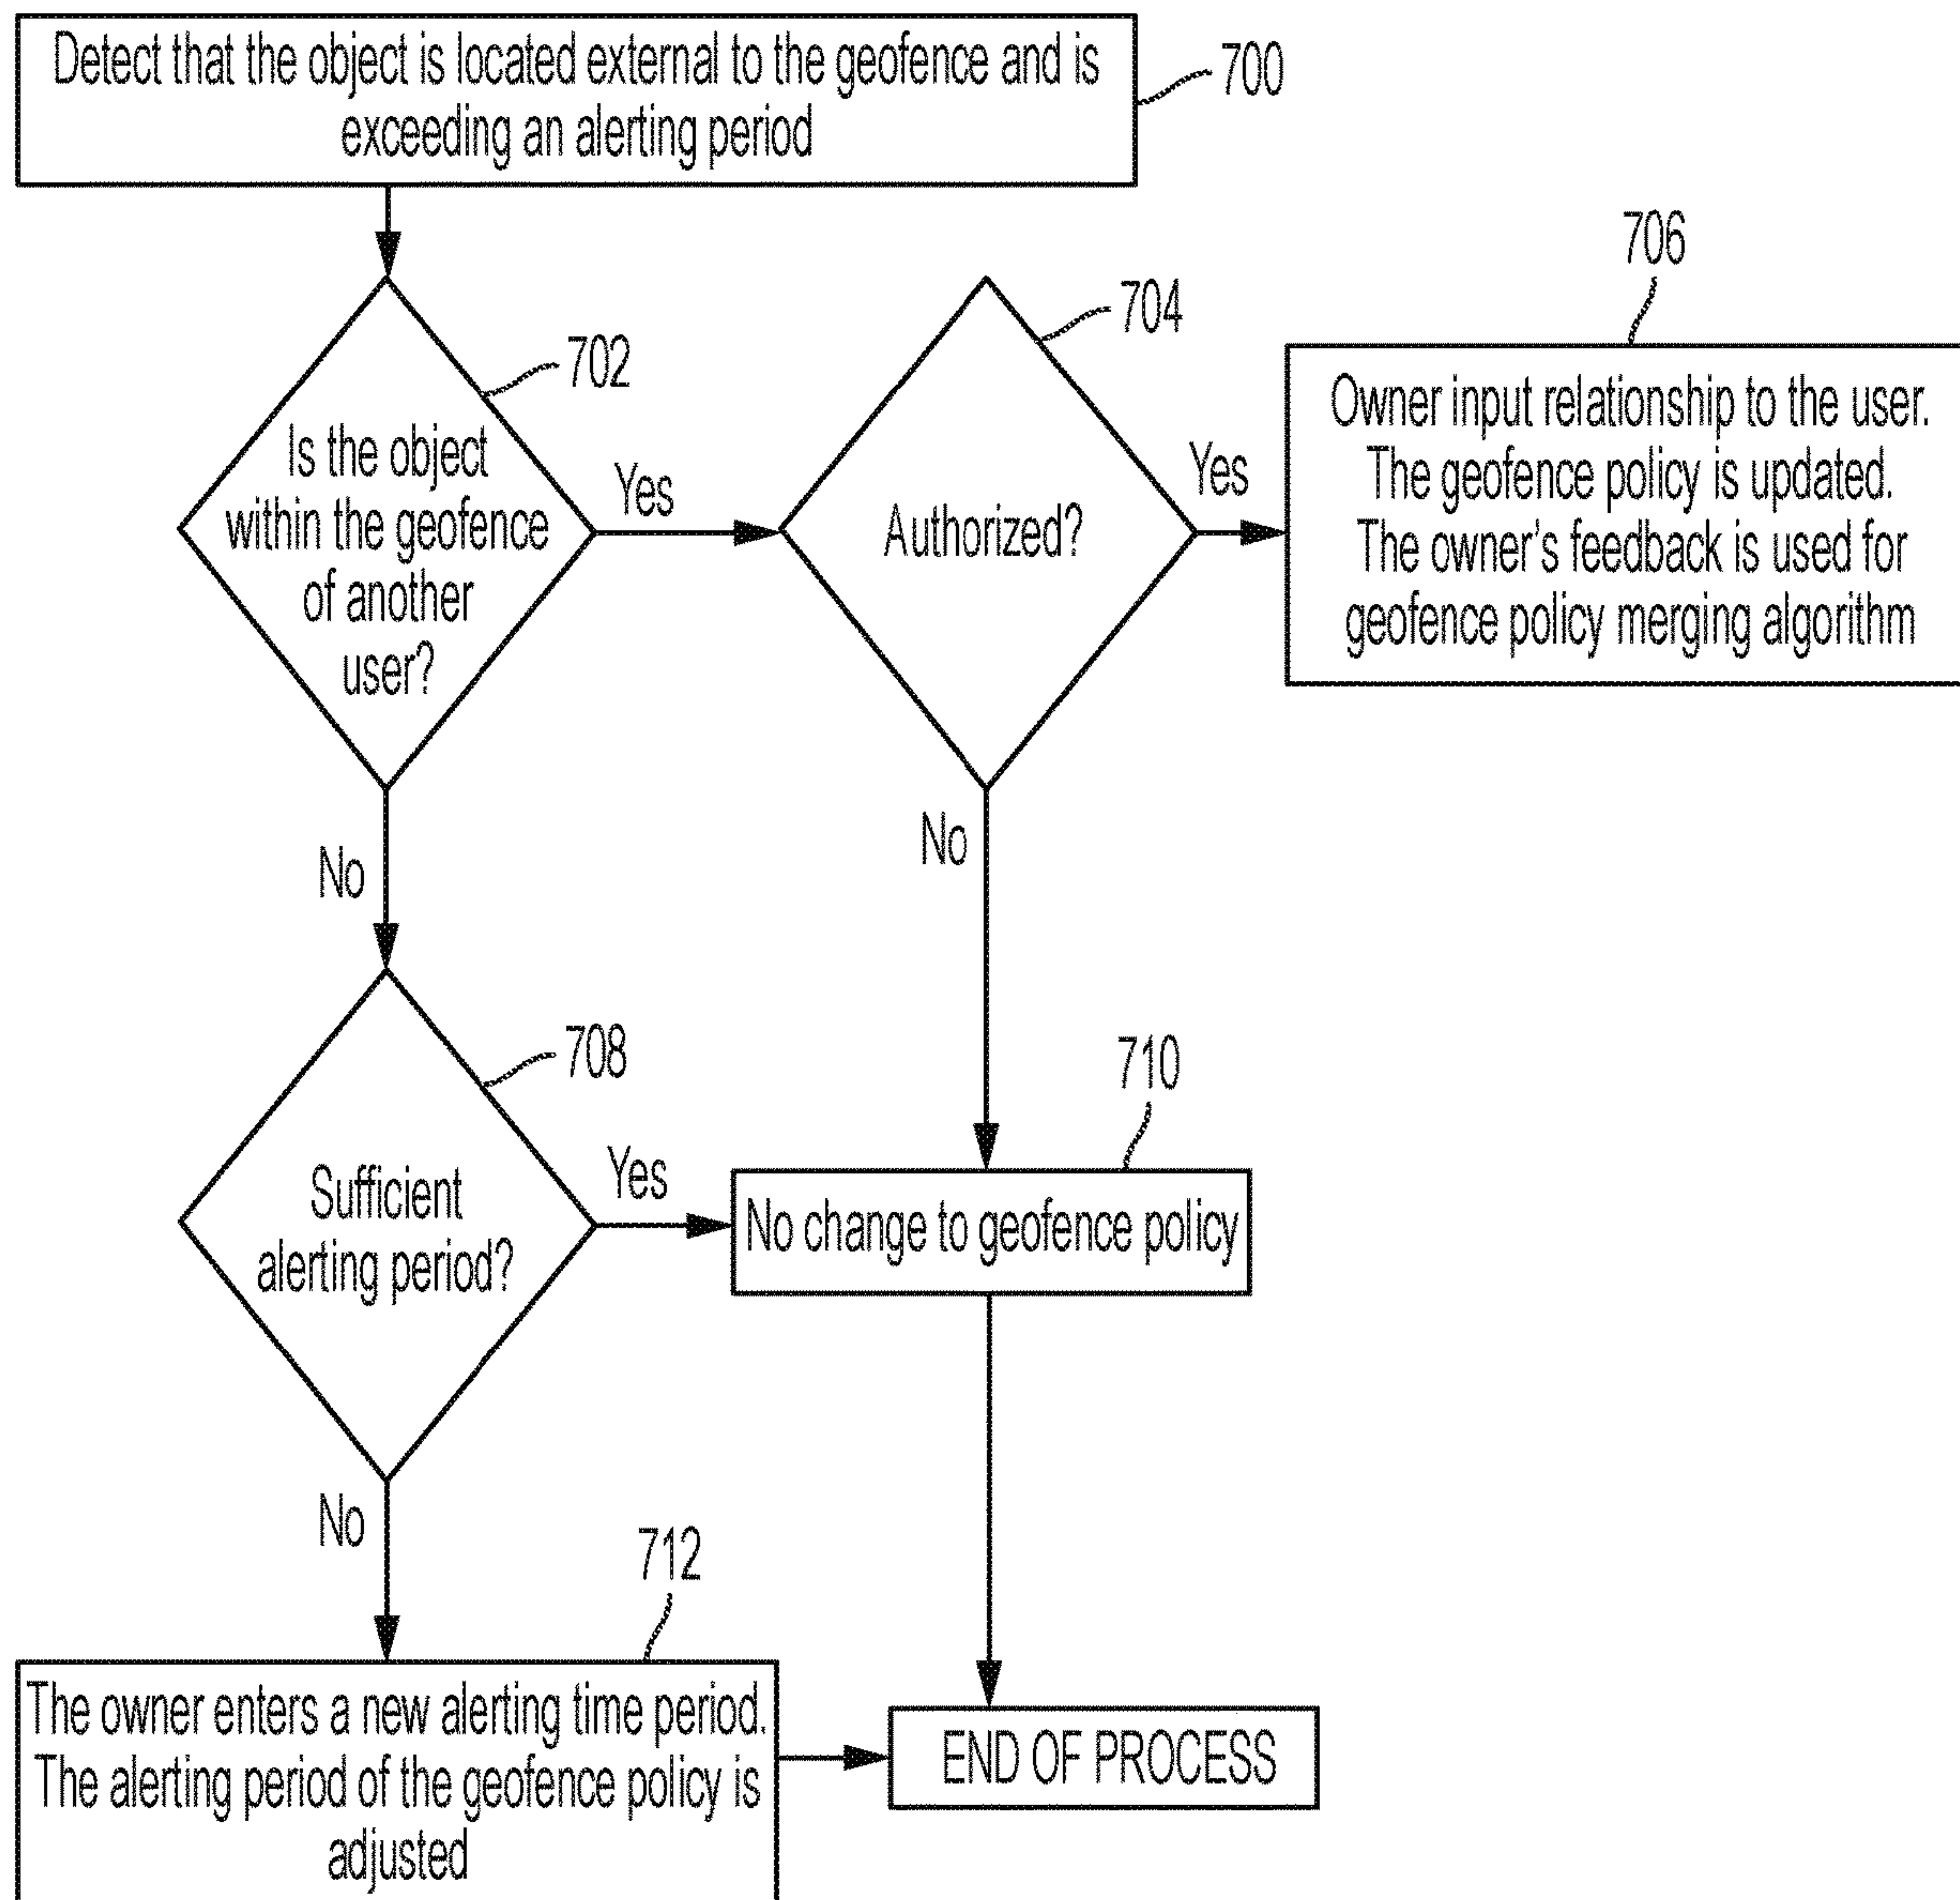 Detect that the object is located external to the geofence and is
exceeding an alerting period
700
702
Is the object
within the geofence
of another
user?
Yes
704
Authorized?
Yes
706
Owner input relationship to the user.
The geofence policy is updated.
The owner's feedback is used for
geofence policy merging algorithm
No
No
708
Sufficient
alerting period?
Yes
710
No change to geofence policy
No
712
The owner enters a new alerting time period.
The alerting period of the geofence policy is
adjusted
END OF PROCESS